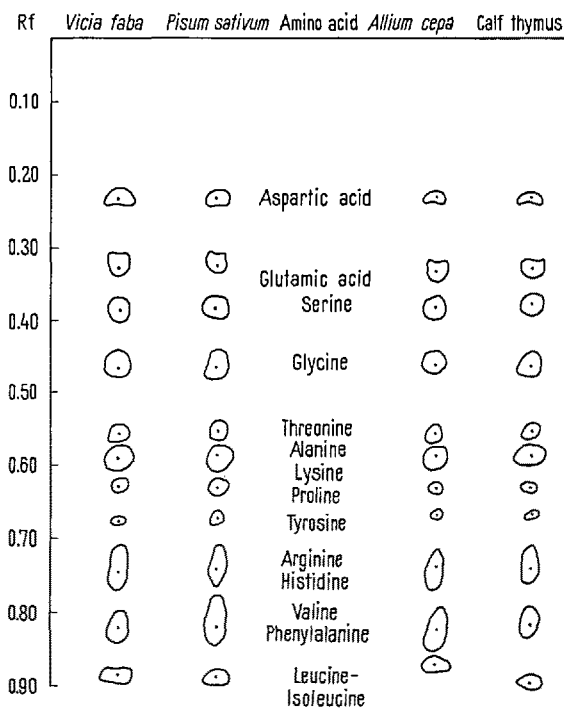 Rf Vicia faba Pisum sativum Amino acid Allium cepa Calf thymus
0.10
0.20
Aspartic acid
0.30
Glutamic acid
Serine
0.40
Glycine
0.50
Threonine
Alanine
0.60
Lysine
Proline
Tyrosine
0.70
Arginine
Histidine
0.80
Valine
Phenylalanine
Leucine-
0.90
Isoleucine